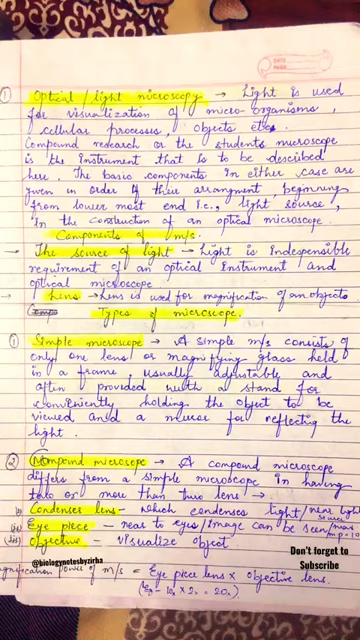 DATE
PAGE
① Optical / light microscopy → Light is used
for visualization of micro-organisms,
cellular processes, objects etc.
Compound research or the students microscope
is the instrument that is to be described
here. The basic components in either case are
given in order of their arrangment beginning
from lower most end i.e., light source,
in the construction of an optical microscope.
Components of m/s.
→ The source of light → Light is indespensible
requirement of an optical instrument and
optical microscope
→ Lens → Lens is used for magnification of an objects
Types of microscope.
① Simple microscope → A simple m/s consists of
only one lens or magnifying glass held
in a frame, usually adjustable and
often provided with a stand for
conveniently holding the object to be
viewed and a mirror for reflecting the
light.
② Compound microscope → A compound microscope
differs from a simple microscope in having
two or more than two lens →
(i) Condenser lens – which condenses light / near light
(ii) Eye piece – near to eyes / image can be seen /
(iii) Objective – visualize object.
Don't forget to
Subscribe
@biologynotesbyzirha
power of m/s = Eye piece lens × objective lens.